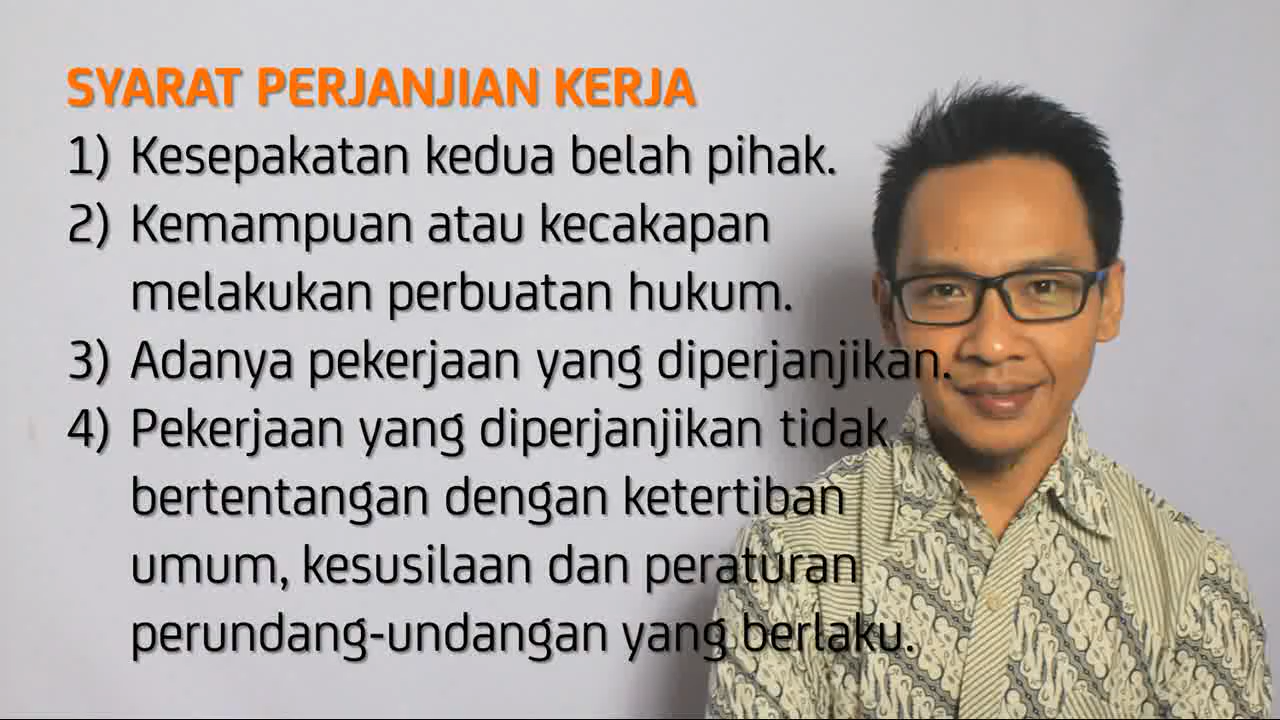 SYARAT PERJANJIAN KERJA
1) Kesepakatan kedua belah pihak.
2) Kemampuan atau kecakapan
melakukan perbuatan hukum.
3) Adanya pekerjaan yang diperjanjikan.
4) Pekerjaan yang diperjanjikan tidak
bertentangan dengan ketertiban
umum, kesusilaan dan peraturan
perundang-undangan yang berlaku.